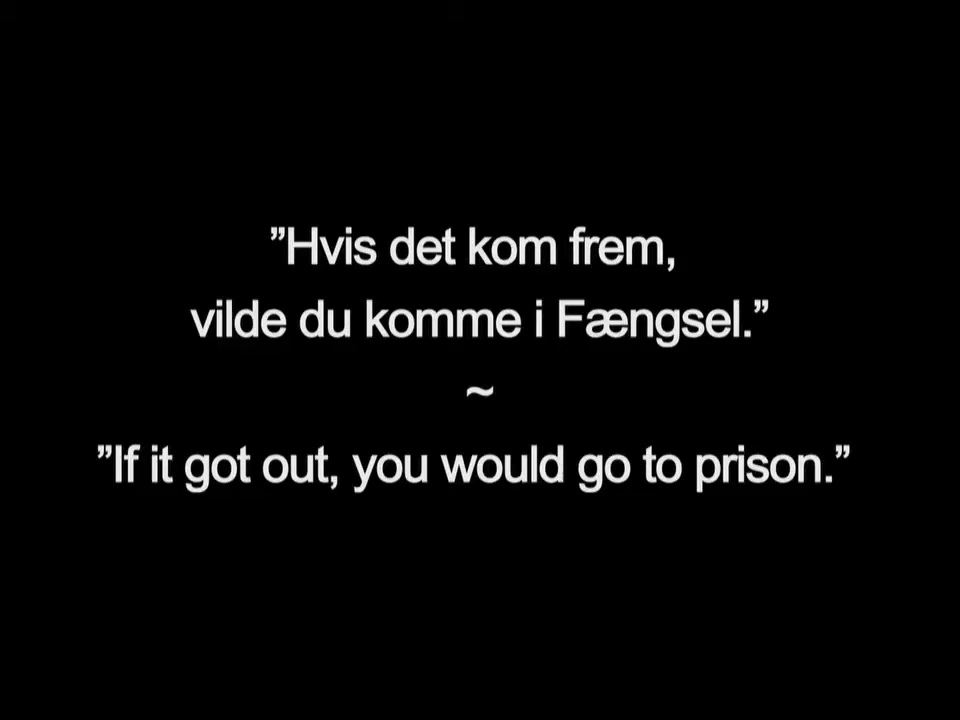 ”Hvis det kom frem,
vilde du komme i Fængsel.”
~
”If it got out, you would go to prison.”